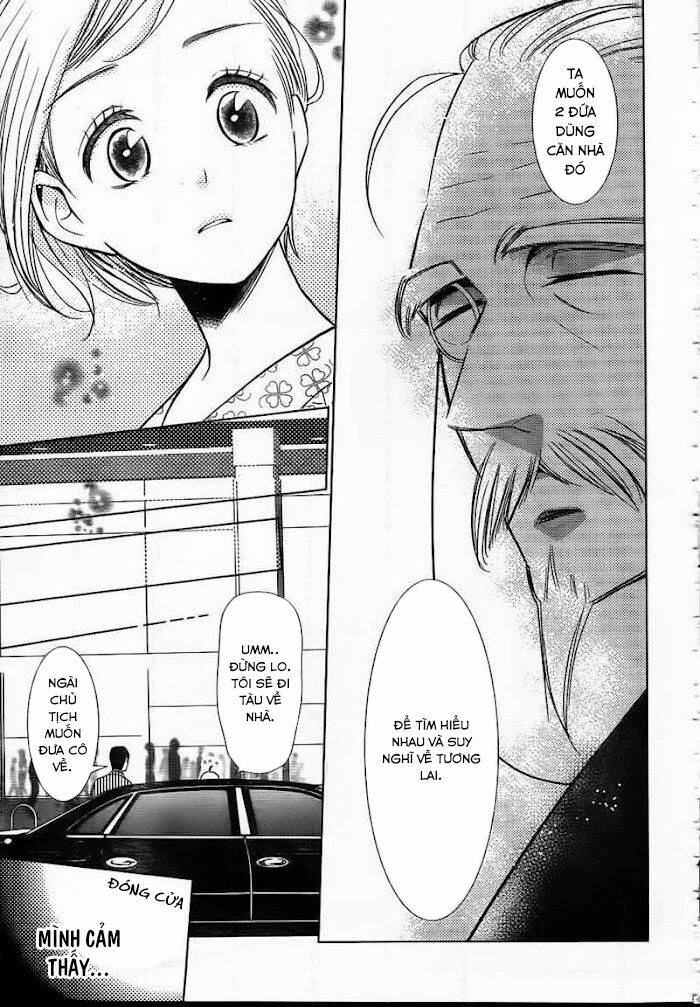 TA
MUỐN
2 ĐỨA
DÙNG
CĂN NHÀ
ĐÓ
ĐỂ TÌM HIỂU
NHAU VÀ SUY
NGHĨ VỀ TƯƠNG
LAI.
UMM..
ĐỪNG LO.
TÔI SẼ ĐI
TÀU VỀ
NHÀ.
NGÀI
CHỦ
TỊCH
MUỐN
ĐƯA CÔ
VỀ.
ĐÓNG CỬA
MÌNH CẢM
THẤY...